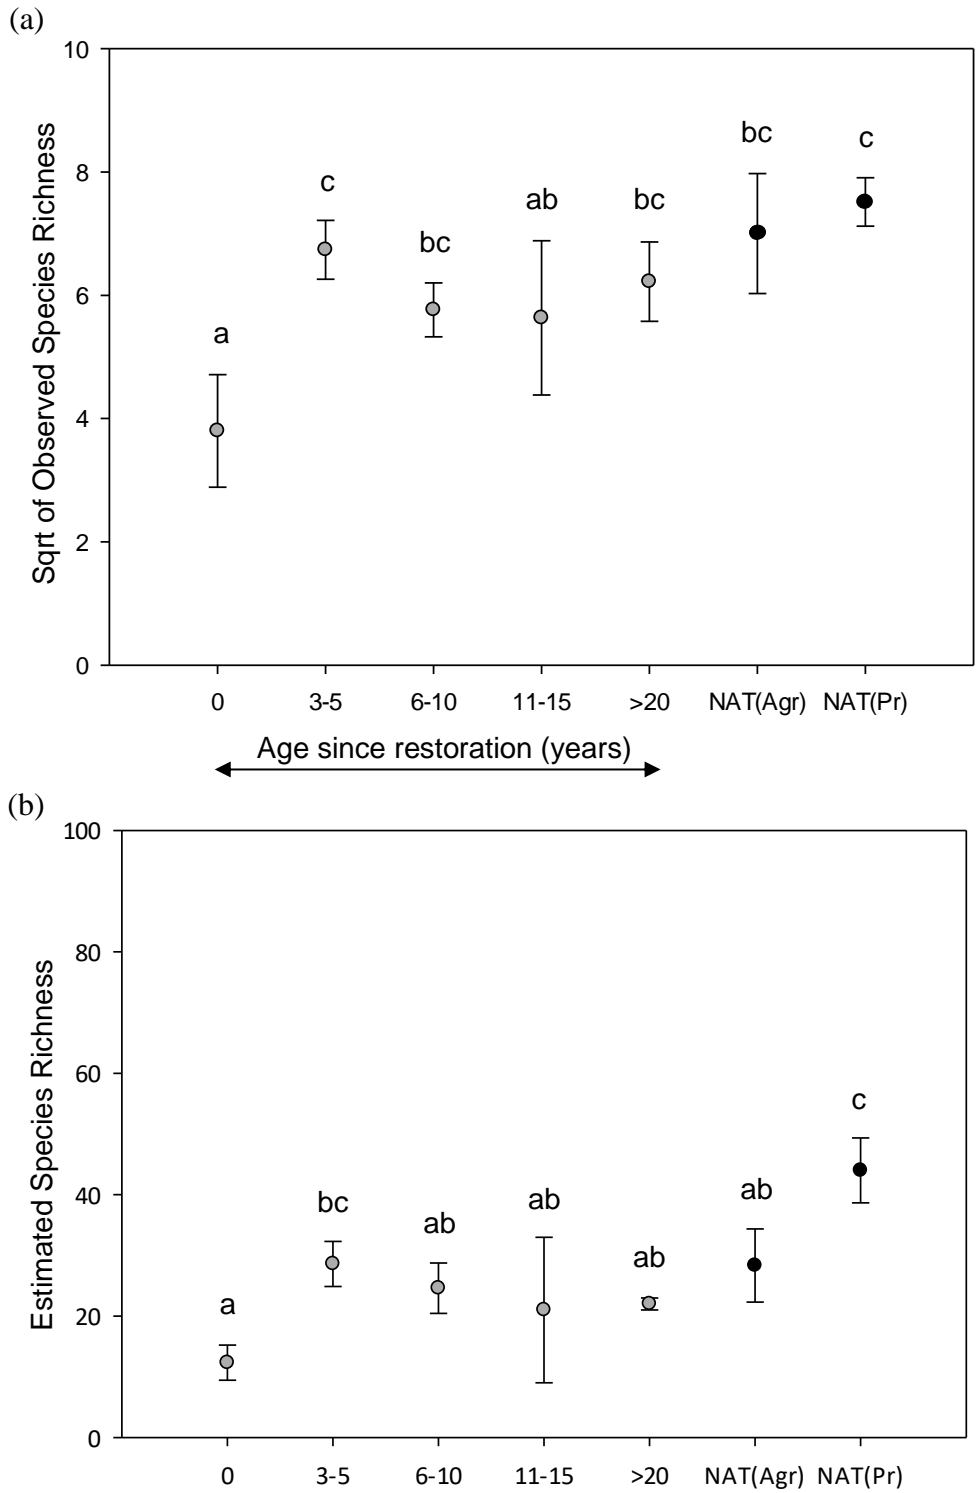 (a)
Sqrt of Observed Species Richness
10
8
6
4
2
0
a
c
bc
ab
bc
bc
c
0 3-5 6-10 11-15 >20 NAT(Agr) NAT(Pr)
Age since restoration (years)
(b)
Estimated Species Richness
100
80
60
40
20
0
a
bc
ab
ab
ab
ab
c
0 3-5 6-10 11-15 >20 NAT(Agr) NAT(Pr)